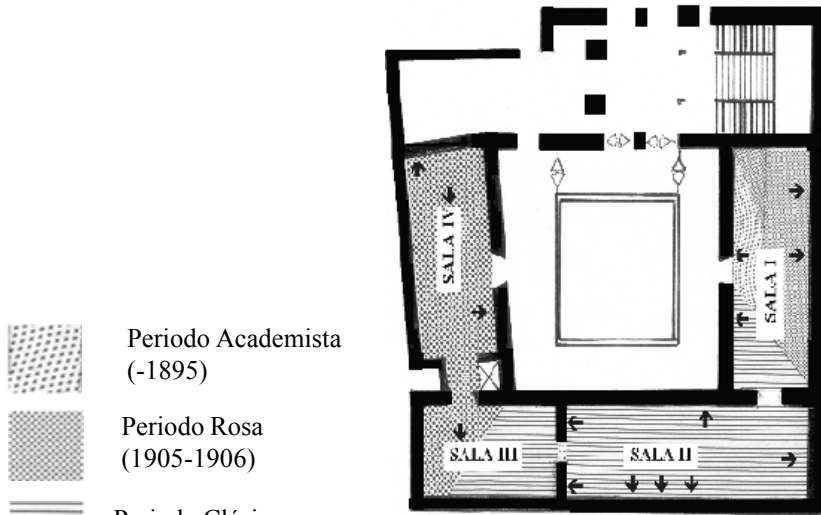 SALA IV
SALA I
SALA III
SALA II
Periodo Academista
(-1895)
Periodo Rosa
(1905-1906)